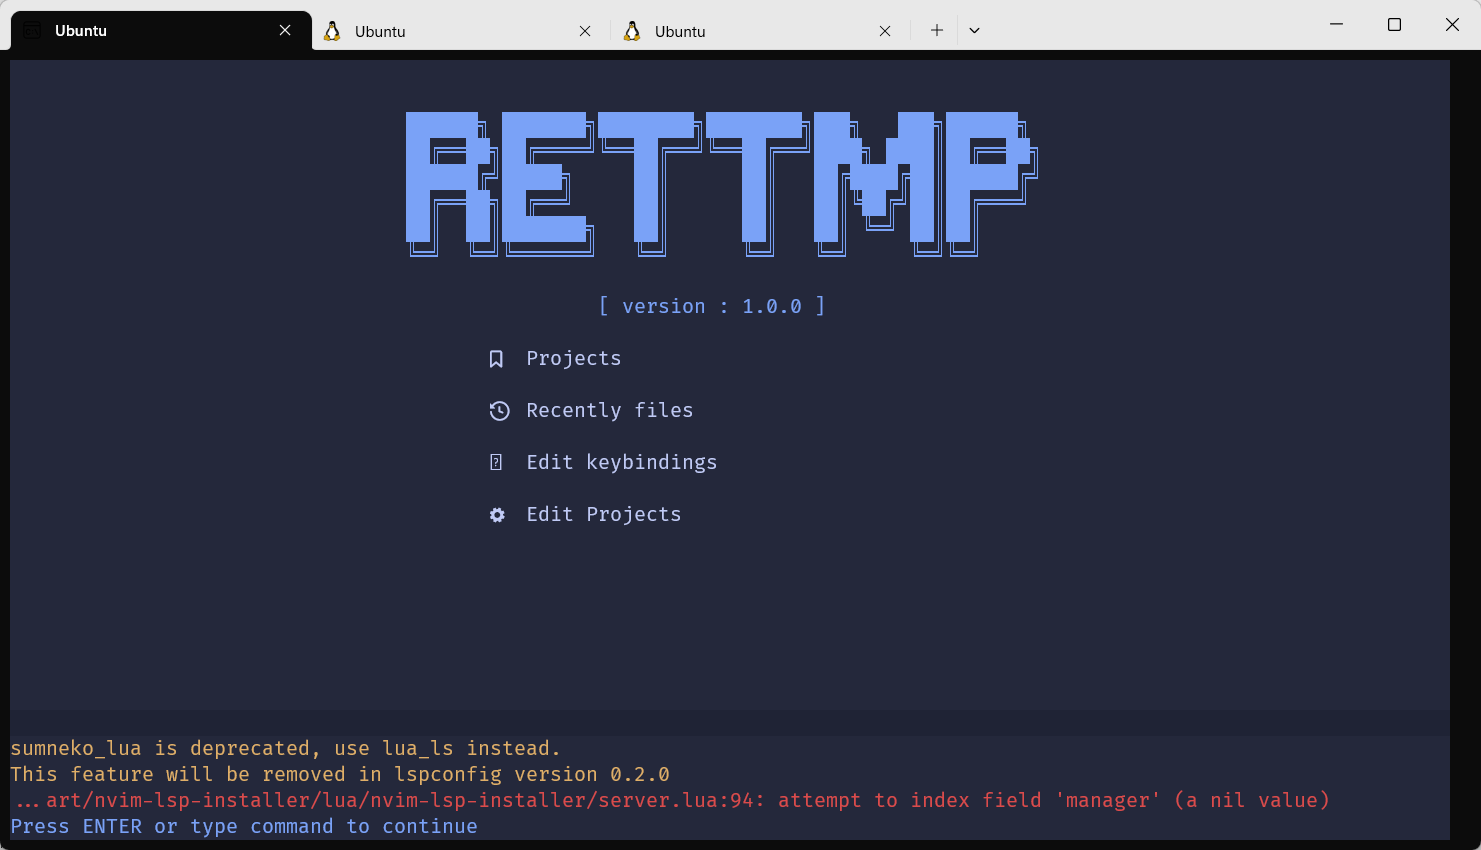 Ubuntu
Ubuntu
Ubuntu
RETTMP
[ version : 1.0.0 ]
Projects
Recently files
Edit keybindings
Edit Projects
sumneko_lua is deprecated, use lua_ls instead.
This feature will be removed in lspconfig version 0.2.0
...art/nvim-lsp-installer/lua/nvim-lsp-installer/server.lua:94: attempt to index field 'manager' (a nil value)
Press ENTER or type command to continue